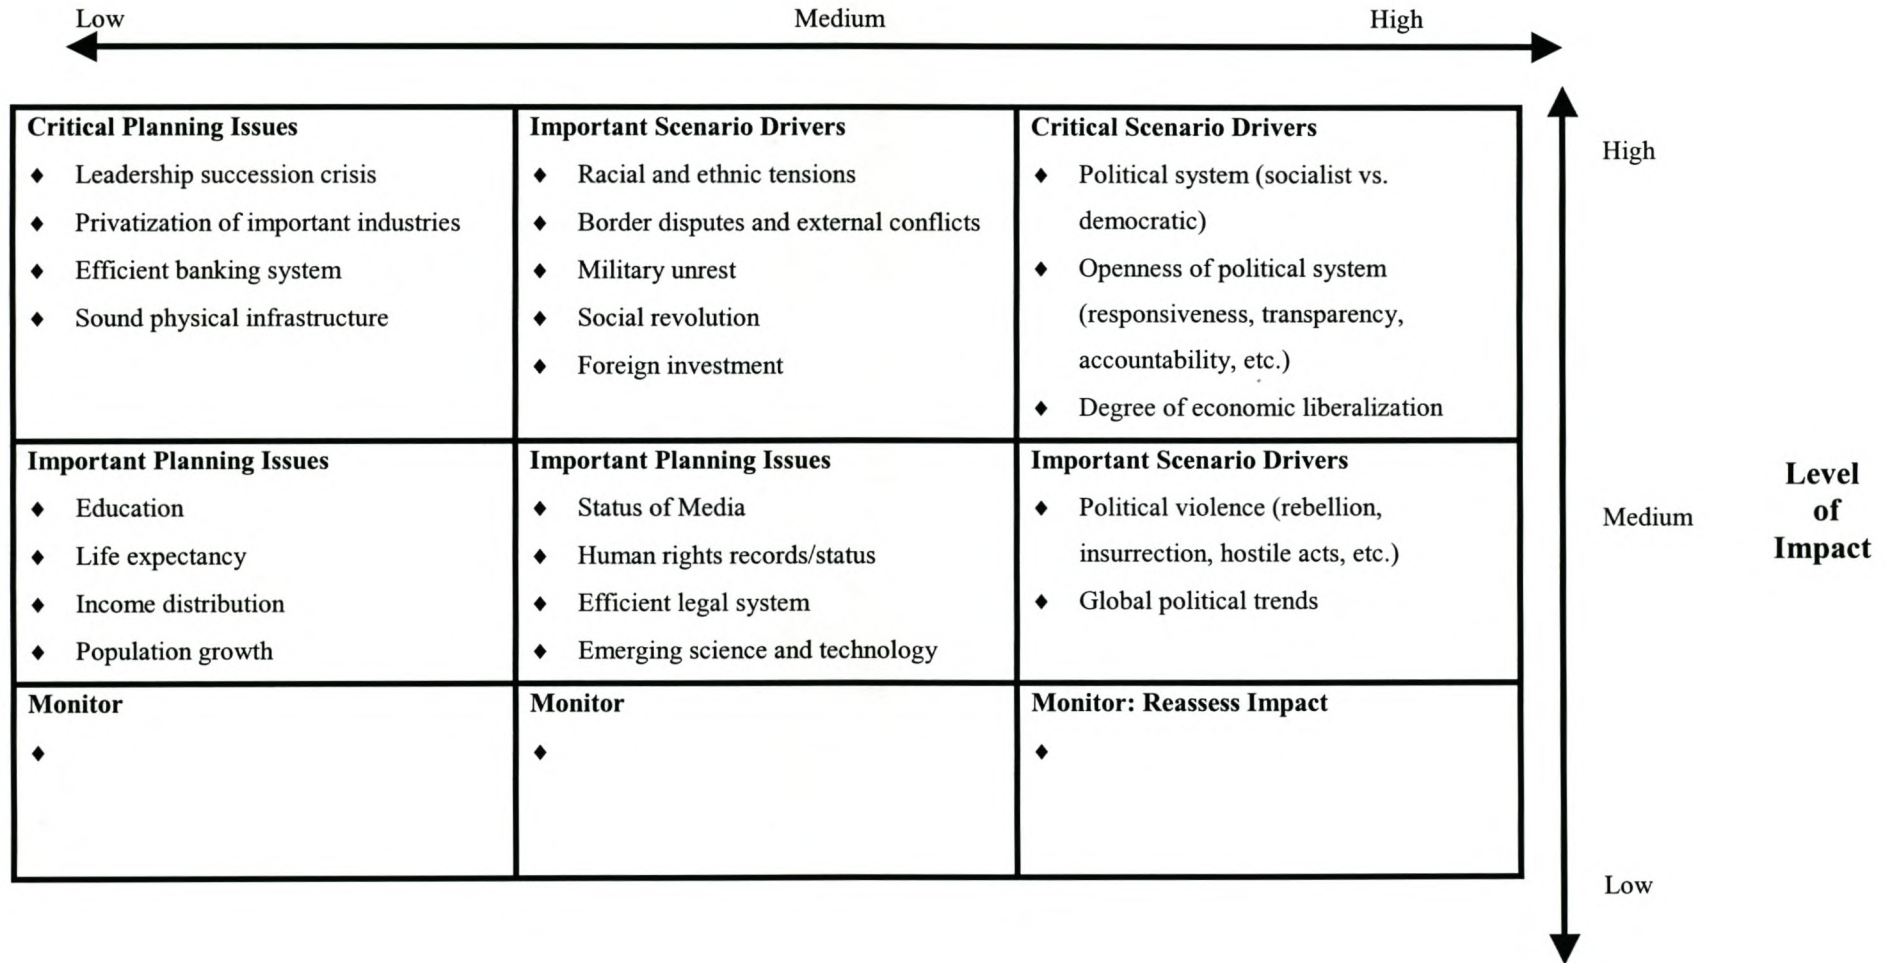 Low
Medium
High
Critical Planning Issues
♦ Leadership succession crisis
♦ Privatization of important industries
♦ Efficient banking system
♦ Sound physical infrastructure
Important Scenario Drivers
♦ Racial and ethnic tensions
♦ Border disputes and external conflicts
♦ Military unrest
♦ Social revolution
♦ Foreign investment
Critical Scenario Drivers
♦ Political system (socialist vs.
democratic)
♦ Openness of political system
(responsiveness, transparency,
accountability, etc.)
♦ Degree of economic liberalization
High
Important Planning Issues
♦ Education
♦ Life expectancy
♦ Income distribution
♦ Population growth
Important Planning Issues
♦ Status of Media
♦ Human rights records/status
♦ Efficient legal system
♦ Emerging science and technology
Important Scenario Drivers
♦ Political violence (rebellion,
insurrection, hostile acts, etc.)
♦ Global political trends
Medium
Level
of
Impact
Monitor
♦
Monitor
♦
Monitor: Reassess Impact
♦
Low